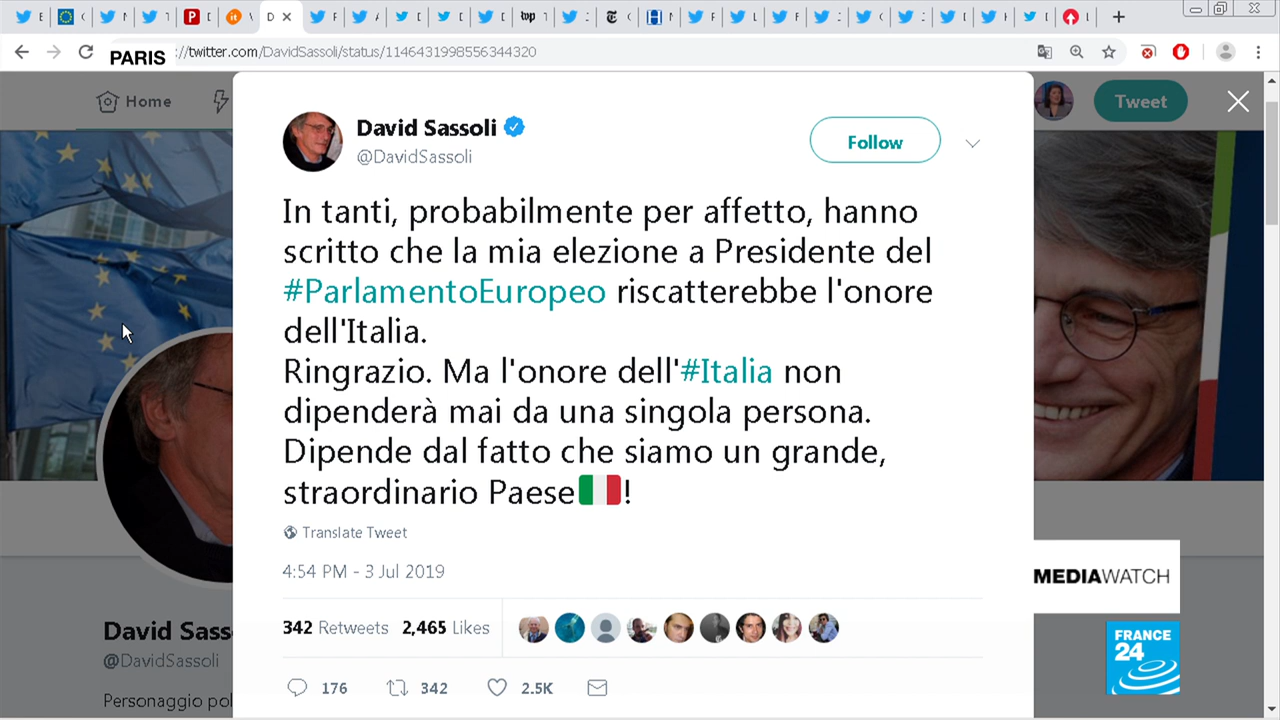 PARIS
://twitter.com/DavidSassoli/status/1146431998556344320
Home
Tweet
David Sassoli
@DavidSassoli
Follow
In tanti, probabilmente per affetto, hanno
scritto che la mia elezione a Presidente del
#ParlamentoEuropeo riscatterebbe l'onore
dell'Italia.
Ringrazio. Ma l'onore dell'#Italia non
dipenderà mai da una singola persona.
Dipende dal fatto che siamo un grande,
straordinario Paese🇮🇹!
Translate Tweet
4:54 PM - 3 Jul 2019
342 Retweets 2,465 Likes
176 342 2.5K
David Sass
@DavidSassoli
Personaggio pol
MEDIAWATCH
FRANCE
24